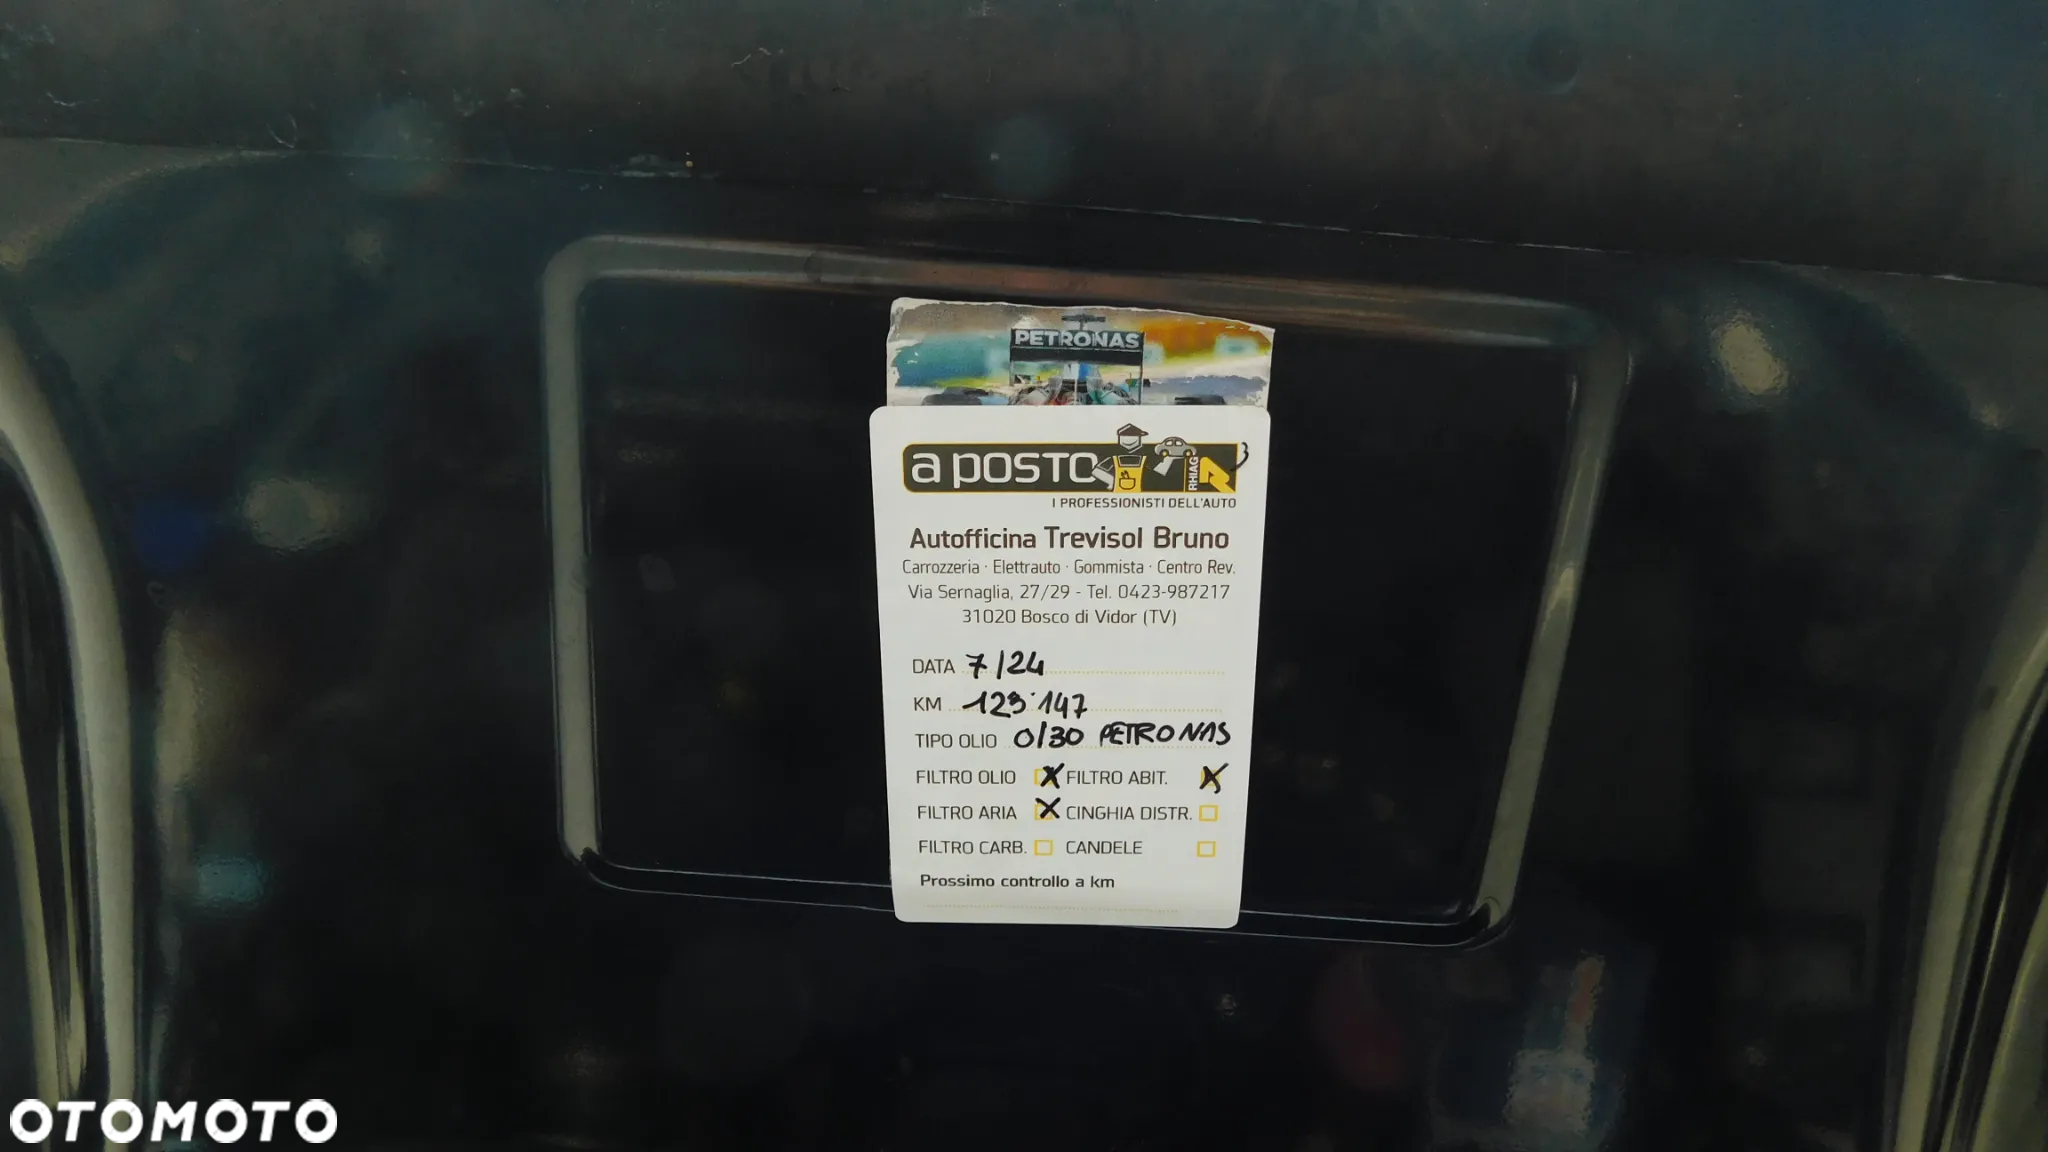 PETRONAS
a posto
RHIAG
I PROFESSIONISTI DELL'AUTO
Autofficina Trevisol Bruno
Carrozzeria · Elettrauto · Gommista · Centro Rev.
Via Sernaglia, 27/29 - Tel. 0423-987217
31020 Bosco di Vidor (TV)
DATA 7/24
KM 123·147
TIPO OLIO 0/30 PETRONAS
FILTRO OLIO X FILTRO ABIT. X
FILTRO ARIA X CINGHIA DISTR.
FILTRO CARB. CANDELE
Prossimo controllo a km
OTOMOTO